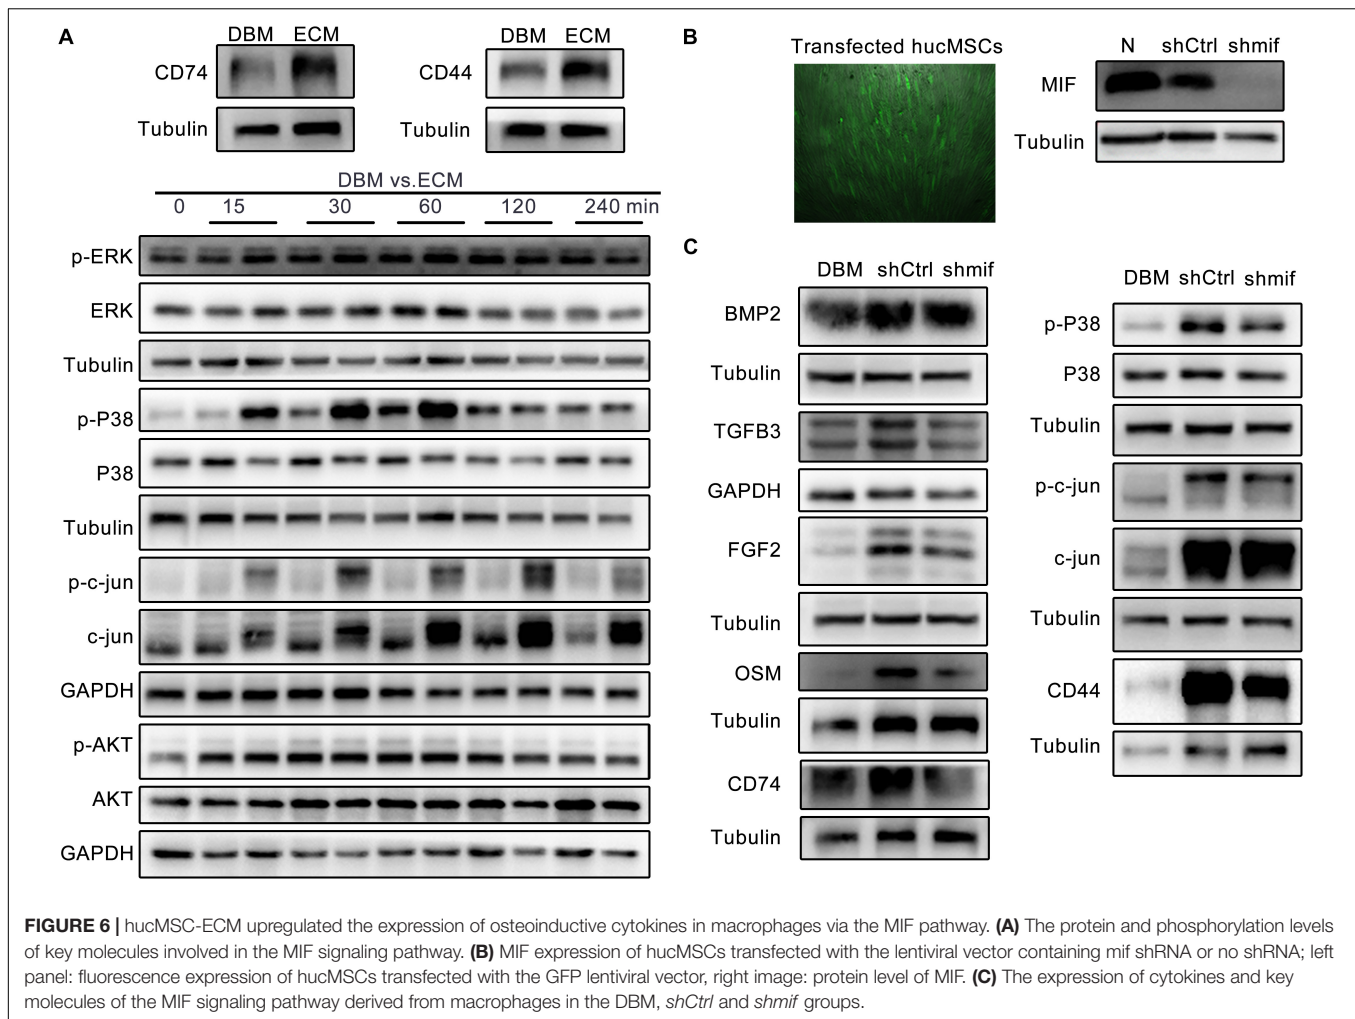 A
DBM ECM
CD74
Tubulin
DBM ECM
CD44
Tubulin
DBM vs.ECM
0 15 30 60 120 240 min
p-ERK
ERK
Tubulin
p-P38
P38
Tubulin
p-c-jun
c-jun
GAPDH
p-AKT
AKT
GAPDH
B
Transfected hucMSCs
N shCtrl shmif
MIF
Tubulin
C
DBM shCtrl shmif
BMP2
Tubulin
TGFB3
GAPDH
FGF2
Tubulin
OSM
Tubulin
CD74
Tubulin
DBM shCtrl shmif
p-P38
P38
Tubulin
p-c-jun
c-jun
Tubulin
CD44
Tubulin
FIGURE 6 | hucMSC-ECM upregulated the expression of osteoinductive cytokines in macrophages via the MIF pathway. (A) The protein and phosphorylation levels
of key molecules involved in the MIF signaling pathway. (B) MIF expression of hucMSCs transfected with the lentiviral vector containing mif shRNA or no shRNA; left
panel: fluorescence expression of hucMSCs transfected with the GFP lentiviral vector, right image: protein level of MIF. (C) The expression of cytokines and key
molecules of the MIF signaling pathway derived from macrophages in the DBM, shCtrl and shmif groups.